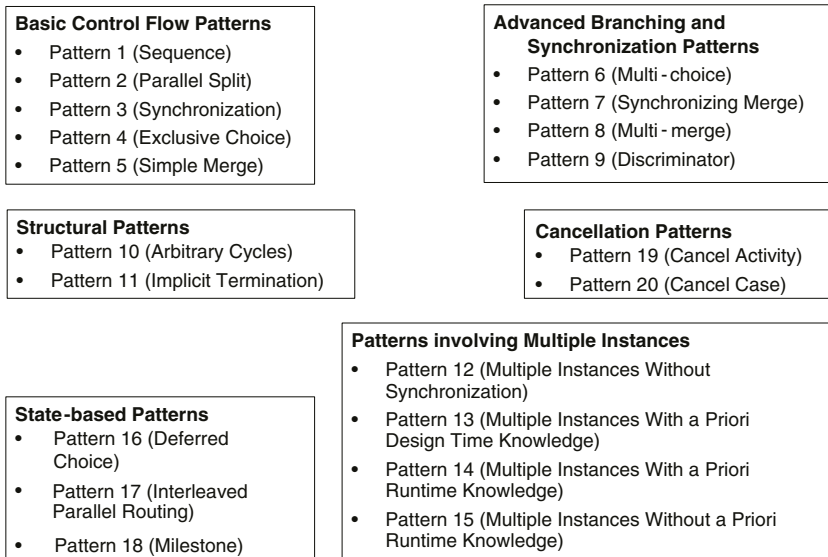 Basic Control Flow Patterns
• Pattern 1 (Sequence)
• Pattern 2 (Parallel Split)
• Pattern 3 (Synchronization)
• Pattern 4 (Exclusive Choice)
• Pattern 5 (Simple Merge)
Advanced Branching and
Synchronization Patterns
• Pattern 6 (Multi-choice)
• Pattern 7 (Synchronizing Merge)
• Pattern 8 (Multi-merge)
• Pattern 9 (Discriminator)
Structural Patterns
• Pattern 10 (Arbitrary Cycles)
• Pattern 11 (Implicit Termination)
Cancellation Patterns
• Pattern 19 (Cancel Activity)
• Pattern 20 (Cancel Case)
State-based Patterns
• Pattern 16 (Deferred
Choice)
• Pattern 17 (Interleaved
Parallel Routing)
• Pattern 18 (Milestone)
Patterns involving Multiple Instances
• Pattern 12 (Multiple Instances Without
Synchronization)
• Pattern 13 (Multiple Instances With a Priori
Design Time Knowledge)
• Pattern 14 (Multiple Instances With a Priori
Runtime Knowledge)
• Pattern 15 (Multiple Instances Without a Priori
Runtime Knowledge)